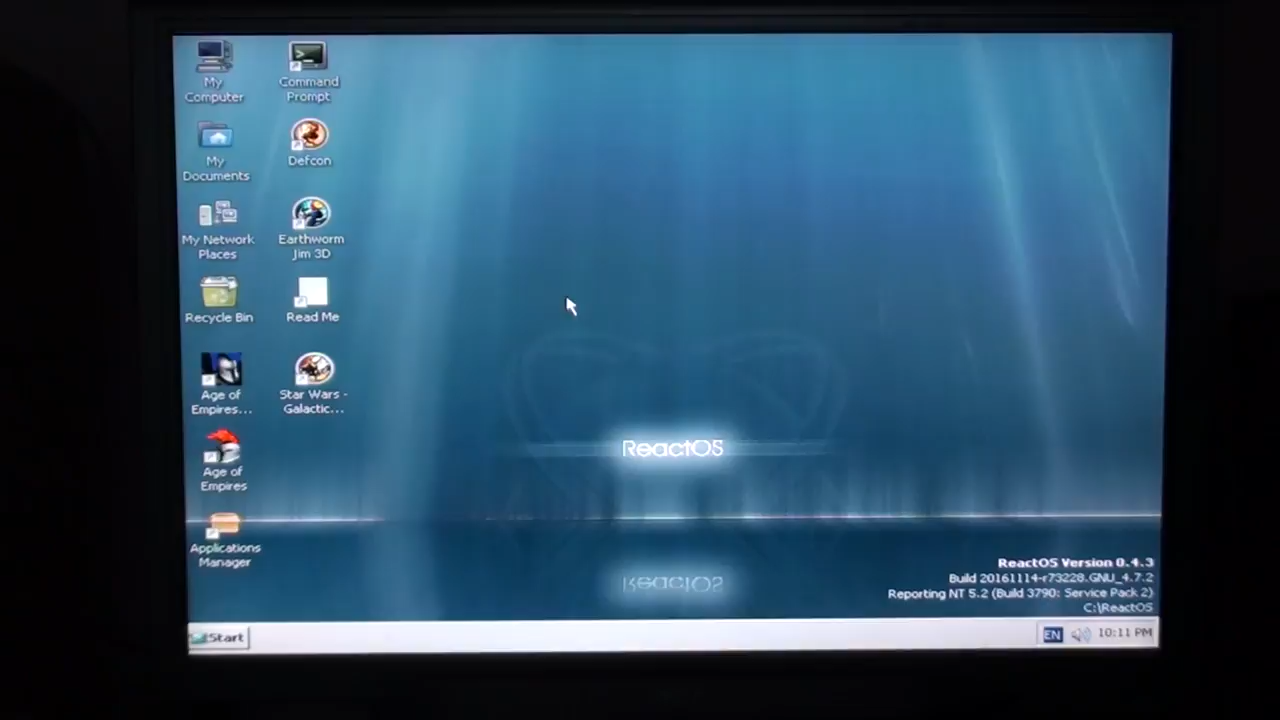 My
Computer
Command
Prompt
My
Documents
Defcon
My Network
Places
Earthworm
Jim 3D
Recycle Bin
Read Me
Age of
Empires...
Star Wars -
Galactic...
Age of
Empires
Applications
Manager
ReactOS
ReactOS
ReactOS Version 0.4.3
Build 20161114-r73228.GNU_4.7.2
Reporting NT 5.2 (Build 3790: Service Pack 2)
C:\ReactOS
Start
EN
10:11 PM